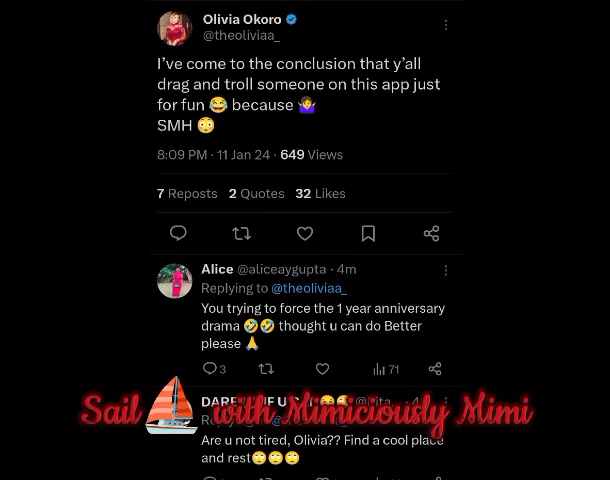 Olivia Okoro
@theoliviaa_
I've come to the conclusion that y'all
drag and troll someone on this app just
for fun 😂 because 🤷‍♀️
SMH 😳
8:09 PM · 11 Jan 24 · 649 Views
7 Reposts 2 Quotes 32 Likes
Alice @aliceaygupta · 4m
Replying to @theoliviaa_
You trying to force the 1 year anniversary
drama 🤣🤣 thought u can do Better
please 🙏
3 71
Sail with Mimiciously Mimi
Are u not tired, Olivia?? Find a cool place
and rest🙄🙄🙄